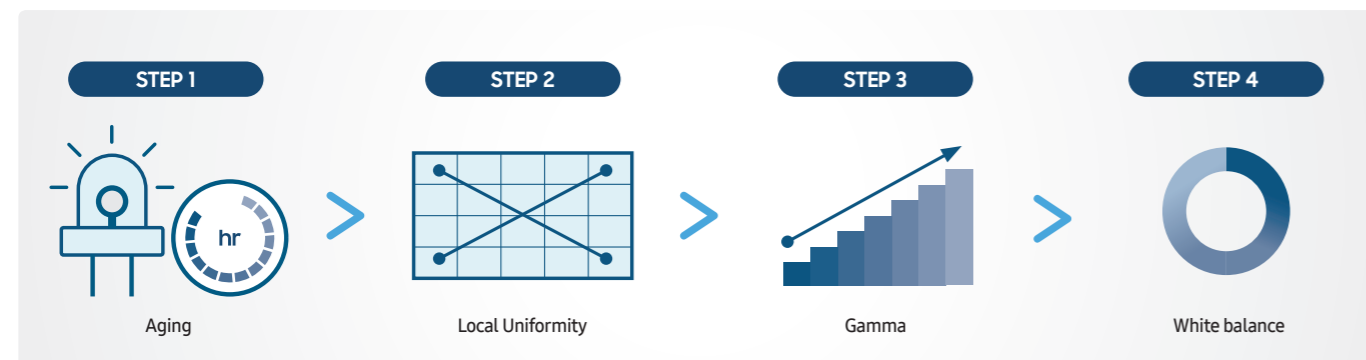 STEP 1
STEP 2
STEP 3
STEP 4
hr
Aging
Local Uniformity
Gamma
White balance